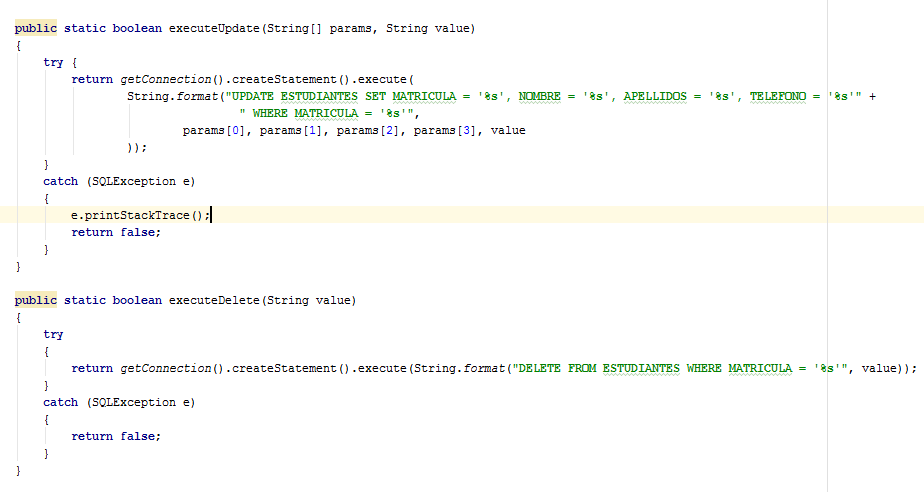 public static boolean executeUpdate(String[] params, String value)
{
try {
return getConnection().createStatement().execute(
String.format("UPDATE ESTUDIANTES SET MATRICULA = '%s', NOMBRE = '%s', APELLIDOS = '%s', TELEFONO = '%s'" +
" WHERE MATRICULA = '%s'",
params[0], params[1], params[2], params[3], value
));
}
catch (SQLException e)
{
e.printStackTrace();
return false;
}
}
public static boolean executeDelete(String value)
{
try
{
return getConnection().createStatement().execute(String.format("DELETE FROM ESTUDIANTES WHERE MATRICULA = '%s'", value));
}
catch (SQLException e)
{
return false;
}
}